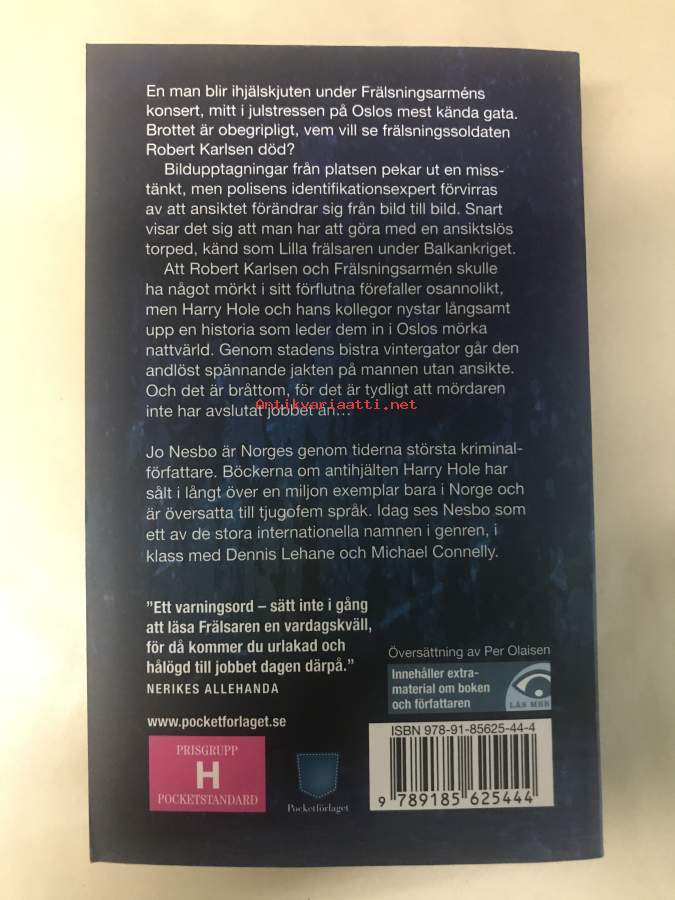 En man blir ihjälskjuten under Frälsningsarméns
konsert, mitt i julstressen på Oslos mest kända gata.
Brottet är obegripligt, vem vill se frälsningssoldaten
Robert Karlsen död?
Bildupptagningar från platsen pekar ut en miss-
tänkt, men polisens identifikationsexpert förvirras
av att ansiktet förändrar sig från bild till bild. Snart
visar det sig att man har att göra med en ansiktslös
torped, känd som Lilla frälsaren under Balkankriget.
Att Robert Karlsen och Frälsningsarmén skulle
ha något mörkt i sitt förflutna förefaller osannolikt,
men Harry Hole och hans kollegor nystar långsamt
upp en historia som leder dem in i Oslos mörka
nattvärld. Genom stadens bistra vintergator går den
andlöst spännande jakten på mannen utan ansikte.
Och det är bråttom, för det är tydligt att mördaren
Antikvariaatti.net
inte har avslutat jobbet än...
Jo Nesbø är Norges genom tiderna största kriminal-
författare. Böckerna om antihjälten Harry Hole har
sålt i långt över en miljon exemplar bara i Norge och
är översatta till tjugofem språk. Idag ses Nesbø som
ett av de stora internationella namnen i genren, i
klass med Dennis Lehane och Michael Connelly.
"Ett varningsord – sätt inte i gång
att läsa Frälsaren en vardagskväll,
för då kommer du urlakad och
hålögd till jobbet dagen därpå."
NERIKES ALLEHANDA
www.pocketforlaget.se
Översättning av Per Olaisen
Innehåller extra-
material om boken
och författaren
LÄS MER
PRISGRUPP
H
POCKETSTANDARD
Pocketförlaget
ISBN 978-91-85625-44-4
9 789185 625444